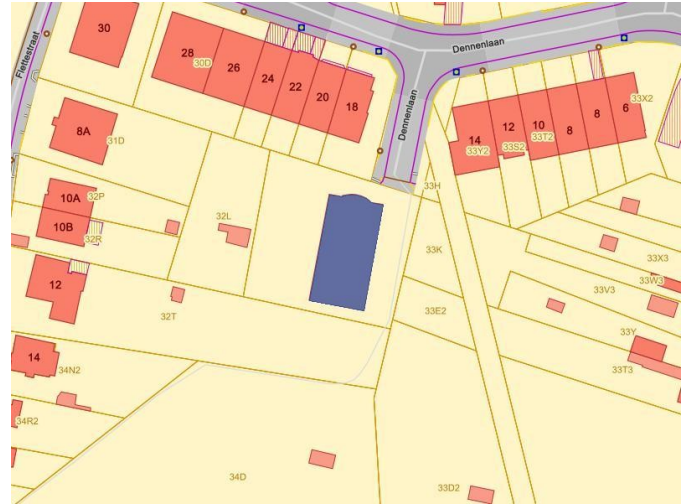 Flettestraat
30
28
30D
26
24
22
20
18
Dennenlaan
Dennenlaan
14
33Y2
12
33S2
10
33T2
8
8
6
33X2
8A
31D
10A
32P
10B
32R
32L
33H
33K
33E2
12
32T
14
34N2
34R2
34D
33D2
33X3
33W3
33V3
33Y
33T3